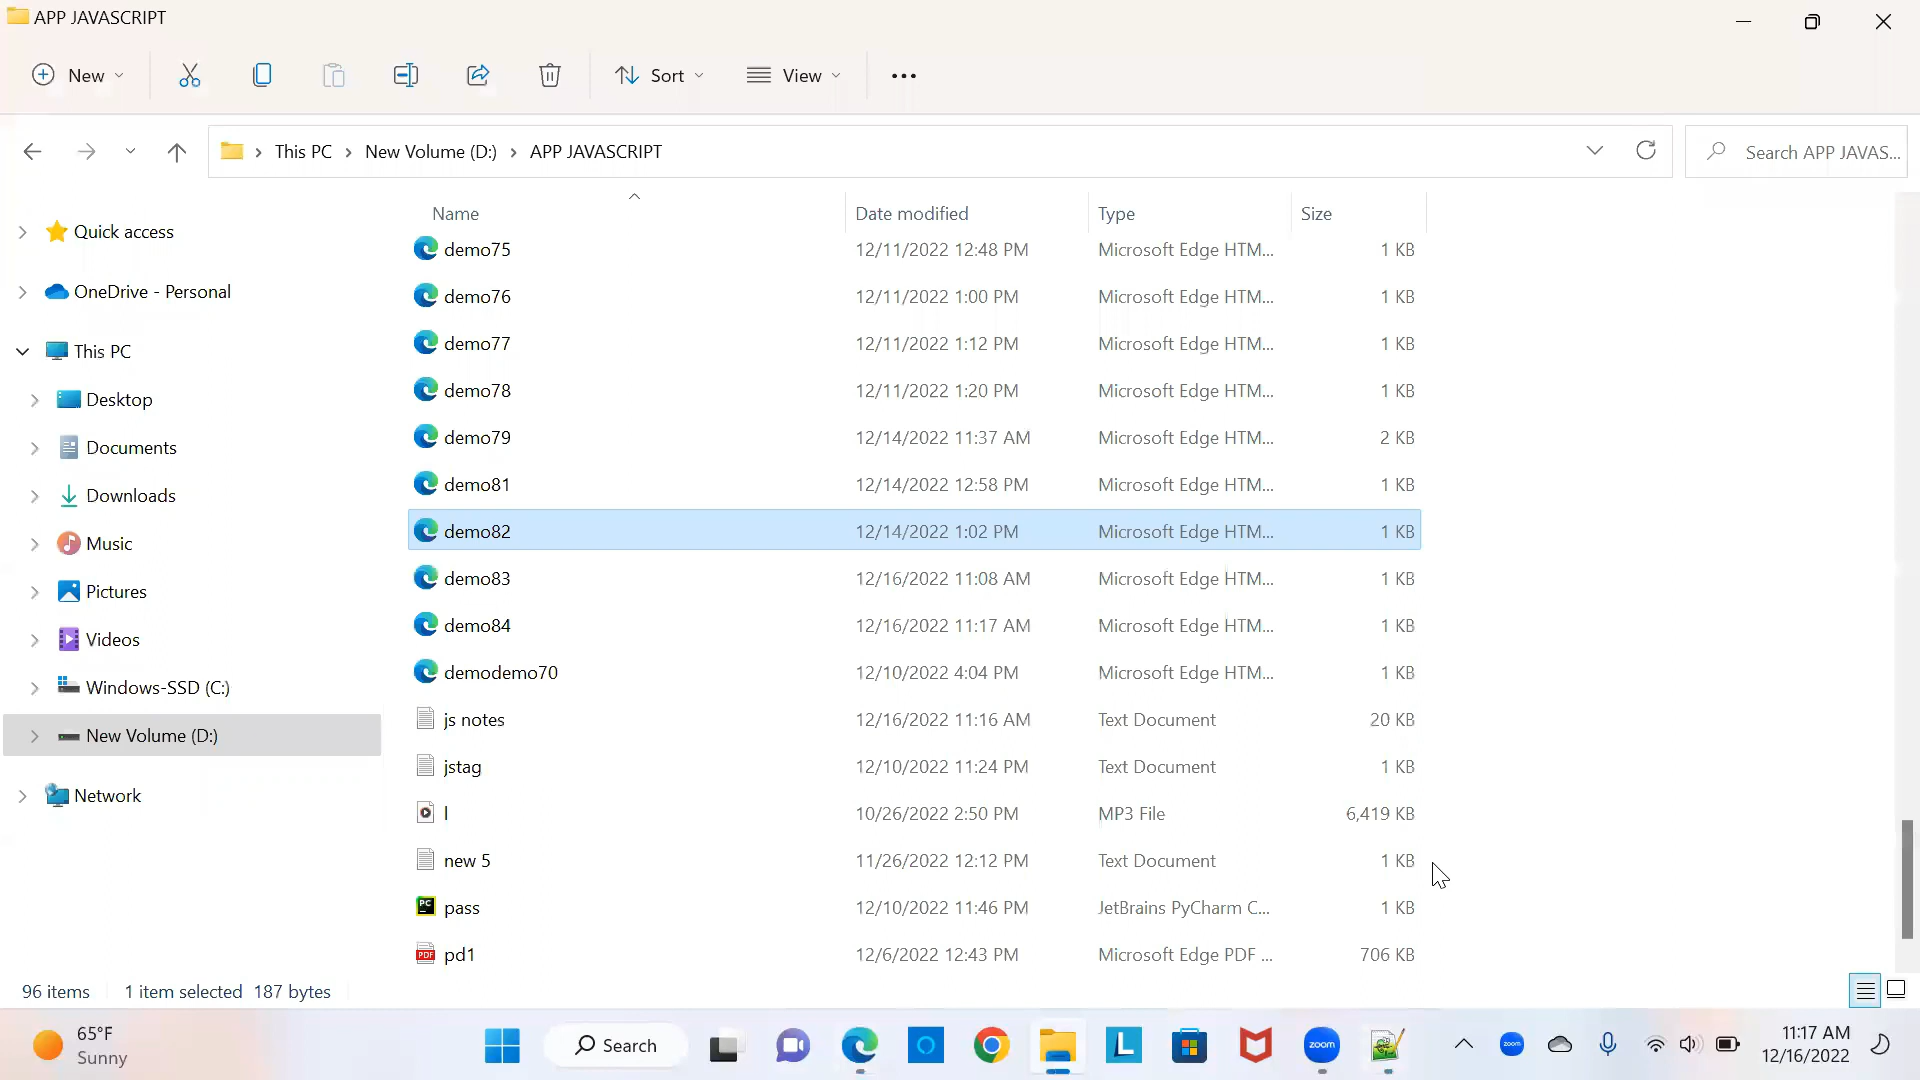 APP JAVASCRIPT
New Sort View
This PC New Volume (D:) APP JAVASCRIPT Search APP JAVAS...
Quick access
OneDrive - Personal
This PC
Desktop
Documents
Downloads
Music
Pictures
Videos
Windows-SSD (C:)
New Volume (D:)
Network
Name Date modified Type Size
demo75 12/11/2022 12:48 PM Microsoft Edge HTM... 1 KB
demo76 12/11/2022 1:00 PM Microsoft Edge HTM... 1 KB
demo77 12/11/2022 1:12 PM Microsoft Edge HTM... 1 KB
demo78 12/11/2022 1:20 PM Microsoft Edge HTM... 1 KB
demo79 12/14/2022 11:37 AM Microsoft Edge HTM... 2 KB
demo81 12/14/2022 12:58 PM Microsoft Edge HTM... 1 KB
demo82 12/14/2022 1:02 PM Microsoft Edge HTM... 1 KB
demo83 12/16/2022 11:08 AM Microsoft Edge HTM... 1 KB
demo84 12/16/2022 11:17 AM Microsoft Edge HTM... 1 KB
demodemo70 12/10/2022 4:04 PM Microsoft Edge HTM... 1 KB
js notes 12/16/2022 11:16 AM Text Document 20 KB
jstag 12/10/2022 11:24 PM Text Document 1 KB
l 10/26/2022 2:50 PM MP3 File 6,419 KB
new 5 11/26/2022 12:12 PM Text Document 1 KB
PC pass 12/10/2022 11:46 PM JetBrains PyCharm C... 1 KB
PDF pd1 12/6/2022 12:43 PM Microsoft Edge PDF ... 706 KB
96 items 1 item selected 187 bytes
65°F
Sunny
Search L zoom zoom
11:17 AM
12/16/2022